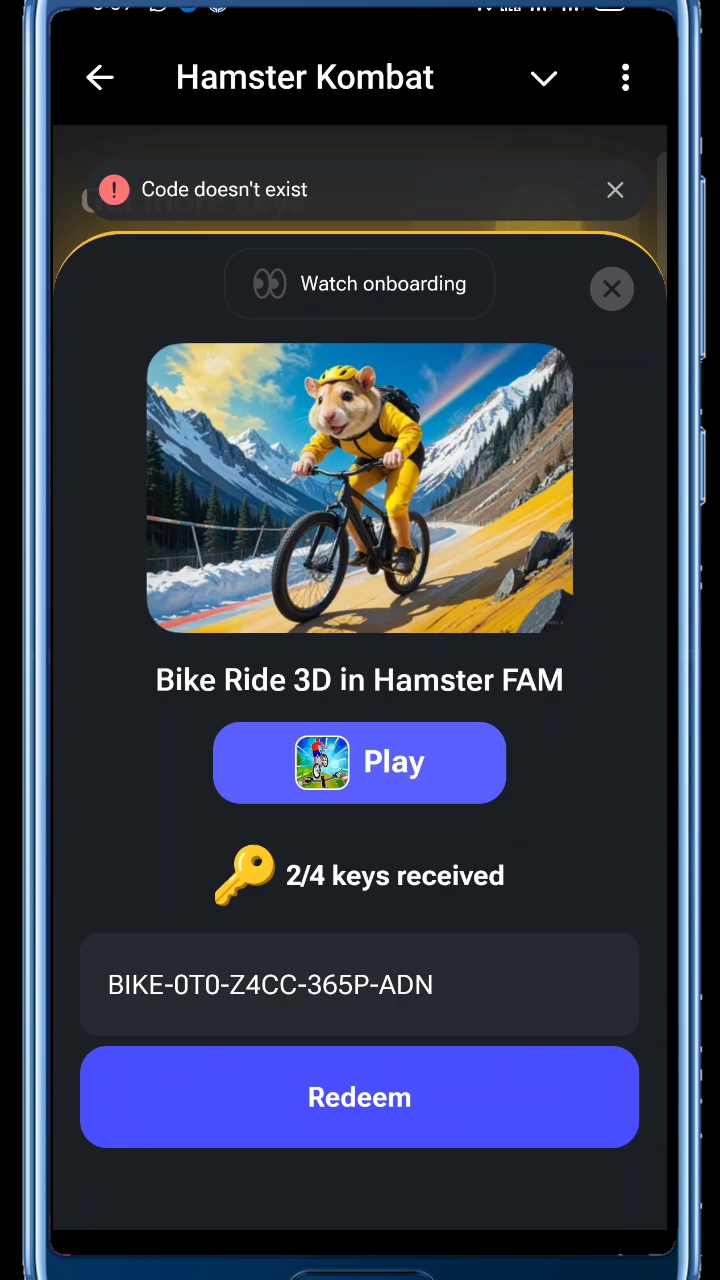 Hamster Kombat
Code doesn't exist
Watch onboarding
Bike Ride 3D in Hamster FAM
Play
2/4 keys received
BIKE-0T0-Z4CC-365P-ADN
Redeem